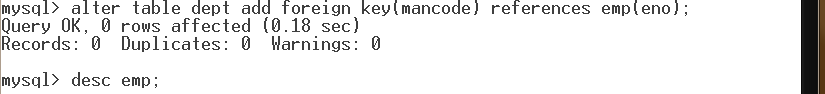 mysql> alter table dept add foreign key(mancode) references emp(eno);
Query OK, 0 rows affected (0.18 sec)
Records: 0  Duplicates: 0  Warnings: 0
mysql> desc emp;